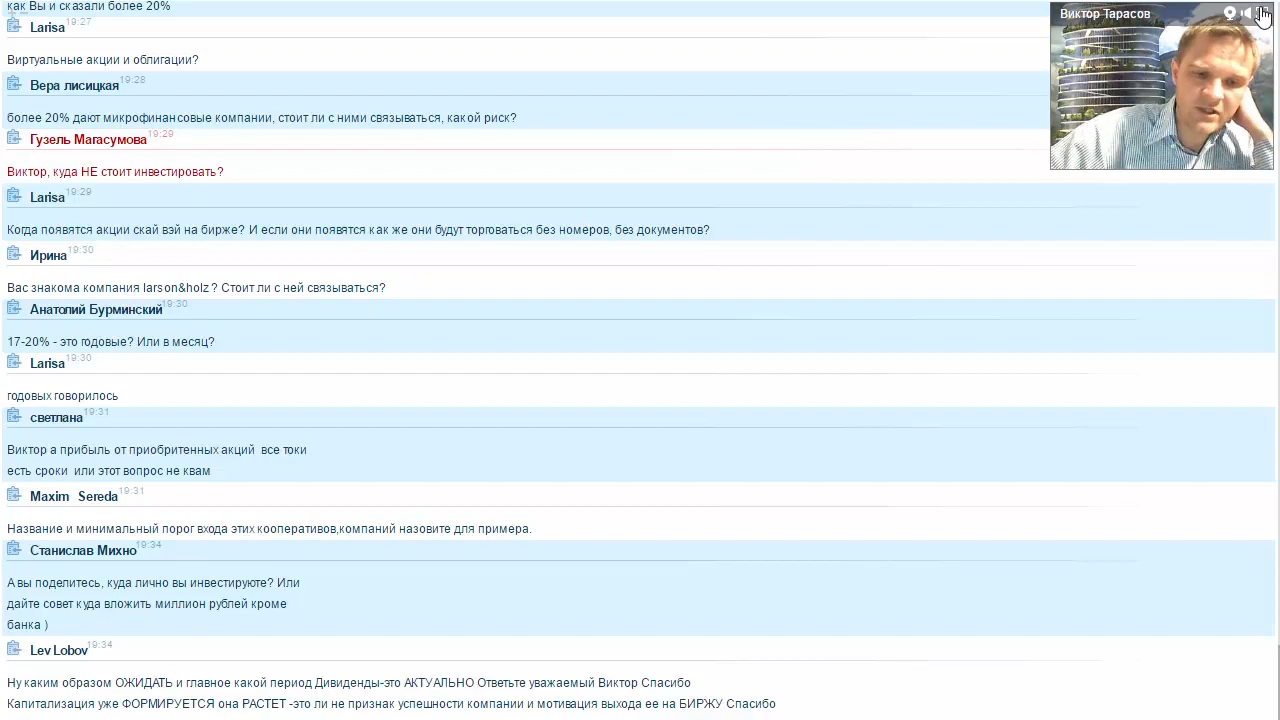 как Вы и сказали более 20%
Виктор Тарасов
Larisa 19:27
Виртуальные акции и облигации?
Вера лисицкая 19:28
более 20% дают микрофинансовые компании, стоит ли с ними связываться, какой риск?
Гузель Магасумова 19:29
Виктор, куда НЕ стоит инвестировать?
Larisa 19:29
Когда появятся акции скай вэй на бирже? И если они появятся как же они будут торговаться без номеров, без документов?
Ирина 19:30
Вас знакома компания larson&holz ? Стоит ли с ней связываться?
Анатолий Бурминский 19:30
17-20% - это годовые? Или в месяц?
Larisa 19:30
годовых говорилось
светлана 19:31
Виктор а прибыль от приобритенных акций все токи
есть сроки или этот вопрос не квам
Maxim Sereda 19:31
Название и минимальный порог входа этих кооперативов,компаний назовите для примера.
Станислав Михно 19:34
А вы поделитесь, куда лично вы инвестируюте? Или
дайте совет куда вложить миллион рублей кроме
банка )
Lev Lobov 19:34
Ну каким образом ОЖИДАТЬ и главное какой период Дивиденды-это АКТУАЛЬНО Ответьте уважаемый Виктор Спасибо
Капитализация уже ФОРМИРУЕТСЯ она РАСТЕТ -это ли не признак успешности компании и мотивация выхода ее на БИРЖУ Спасибо